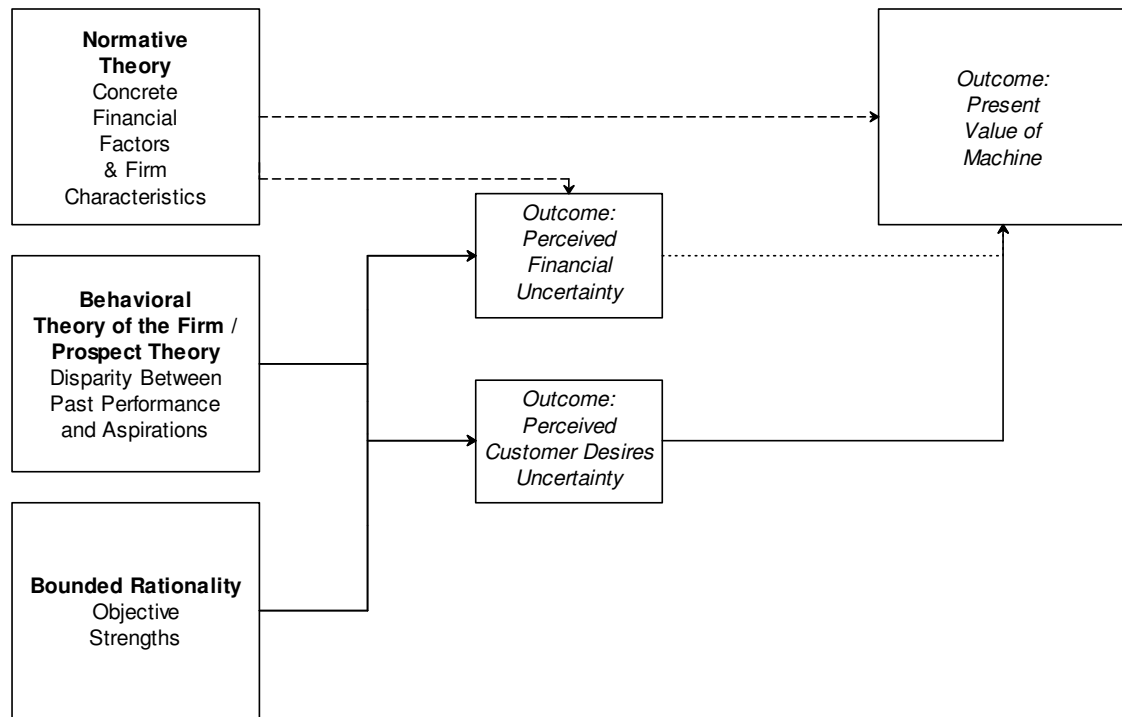 Normative
Theory
Concrete
Financial
Factors
& Firm
Characteristics
Outcome:
Present
Value of
Machine
Outcome:
Perceived
Financial
Uncertainty
Behavioral
Theory of the Firm /
Prospect Theory
Disparity Between
Past Performance
and Aspirations
Outcome:
Perceived
Customer Desires
Uncertainty
Bounded Rationality
Objective
Strengths